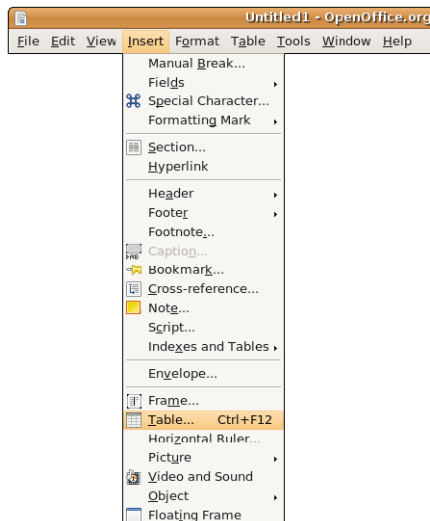 Untitled1 - OpenOffice.org
File Edit View Insert Format Table Tools Window Help
Manual Break...
Fields
Special Character...
Formatting Mark
Section...
Hyperlink
Header
Footer
Footnote...
Caption...
Bookmark...
Cross-reference...
Note...
Script...
Indexes and Tables
Envelope...
Frame...
Table... Ctrl+F12
Horizontal Ruler...
Picture
Video and Sound
Object
Floating Frame